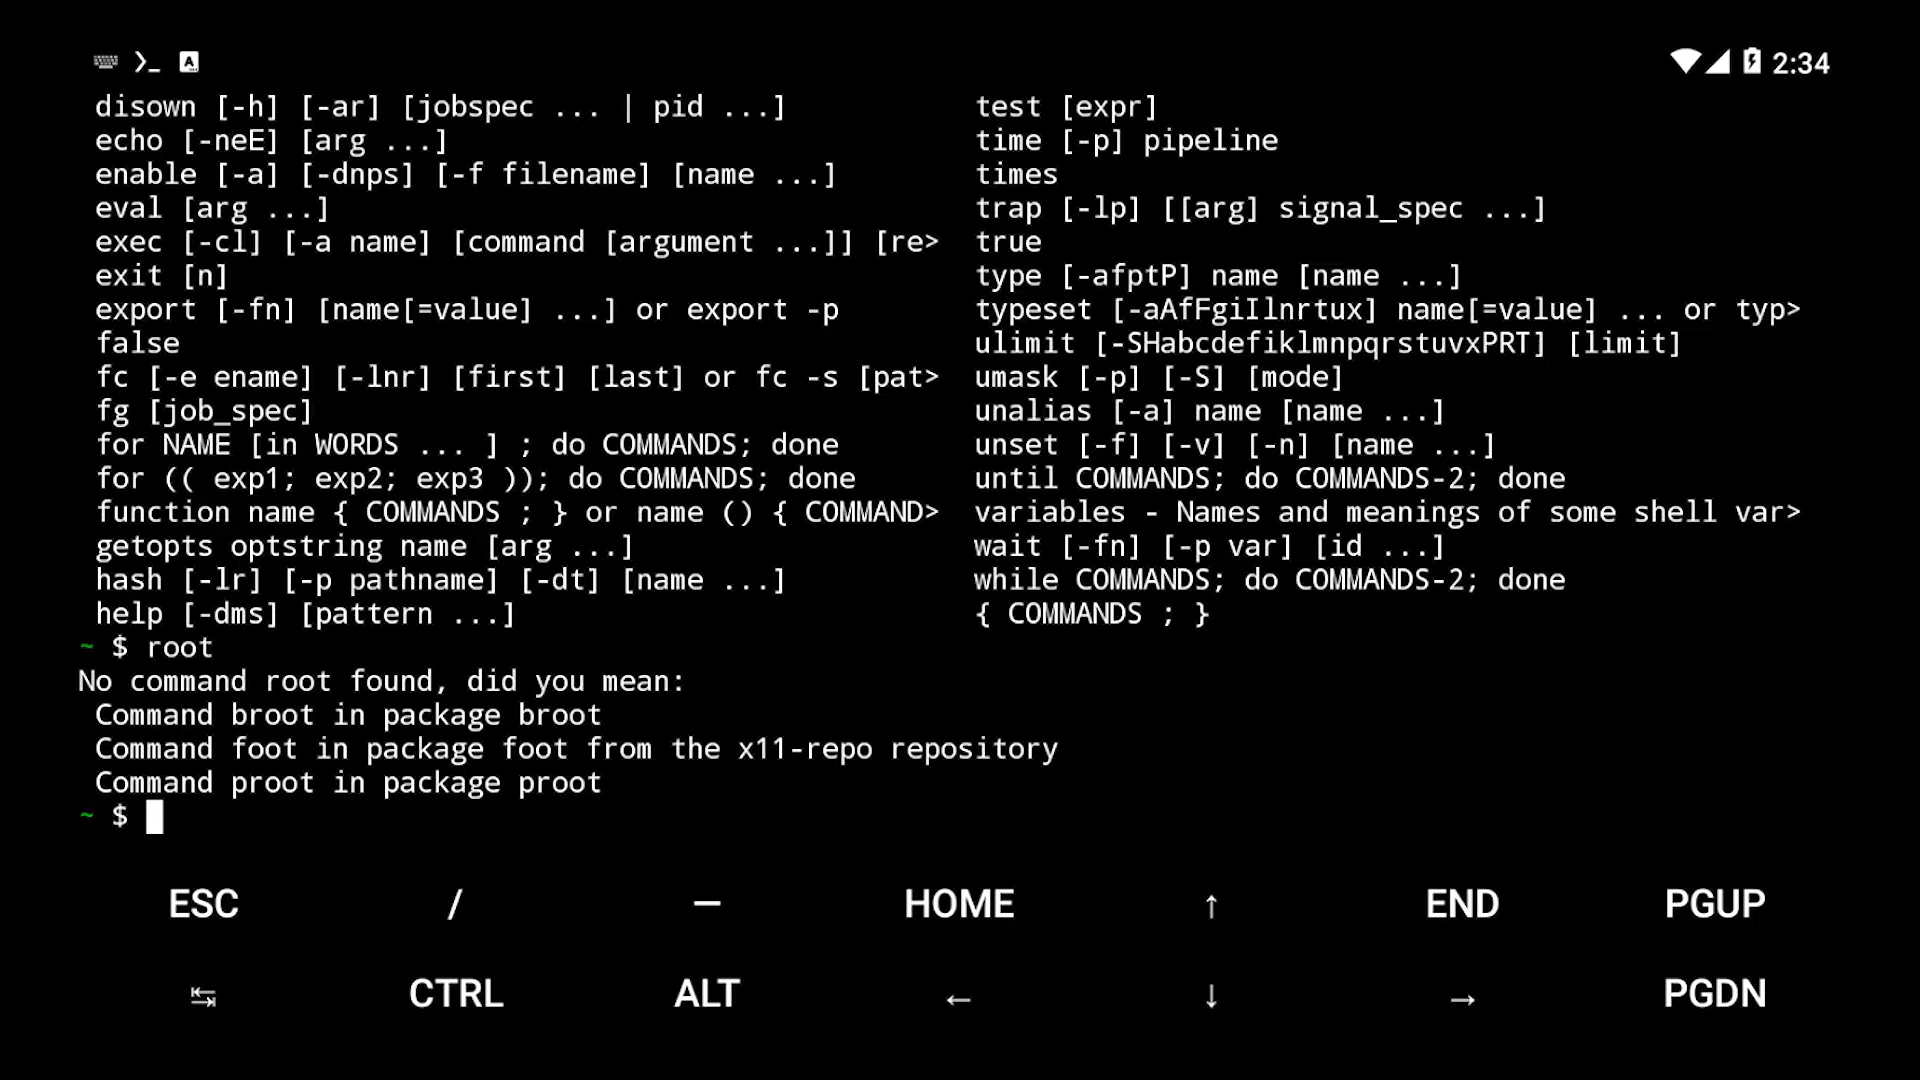 2:34
disown [-h] [-ar] [jobspec ... | pid ...]  test [expr]
echo [-neE] [arg ...]  time [-p] pipeline
enable [-a] [-dnps] [-f filename] [name ...]  times
eval [arg ...]  trap [-lp] [[arg] signal_spec ...]
exec [-cl] [-a name] [command [argument ...]] [re>  true
exit [n]  type [-afptP] name [name ...]
export [-fn] [name[=value] ...] or export -p  typeset [-aAfFgiIlnrtux] name[=value] ... or typ>
false  ulimit [-SHabcdefiklmnpqrstuvxPRT] [limit]
fc [-e ename] [-lnr] [first] [last] or fc -s [pat>  umask [-p] [-S] [mode]
fg [job_spec]  unalias [-a] name [name ...]
for NAME [in WORDS ... ] ; do COMMANDS; done  unset [-f] [-v] [-n] [name ...]
for (( exp1; exp2; exp3 )); do COMMANDS; done  until COMMANDS; do COMMANDS-2; done
function name { COMMANDS ; } or name () { COMMAND>  variables - Names and meanings of some shell var>
getopts optstring name [arg ...]  wait [-fn] [-p var] [id ...]
hash [-lr] [-p pathname] [-dt] [name ...]  while COMMANDS; do COMMANDS-2; done
help [-dms] [pattern ...]  { COMMANDS ; }
~ $ root
No command root found, did you mean:
Command broot in package broot
Command foot in package foot from the x11-repo repository
Command proot in package proot
~ $
ESC / — HOME ↑ END PGUP
↹ CTRL ALT ← ↓ → PGDN